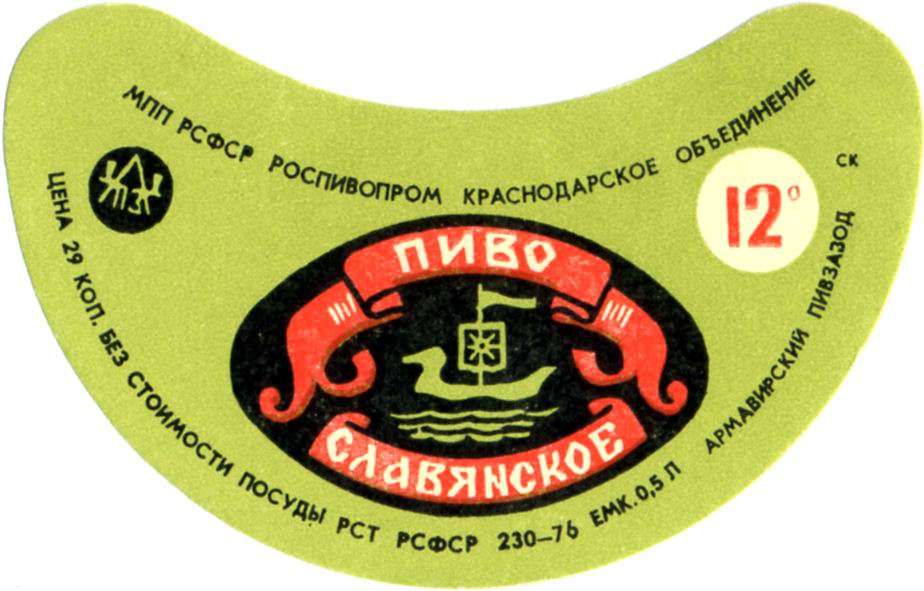 МПП РСФСР РОСПИВОПРОМ КРАСНОДАРСКОЕ ОБЪЕДИНЕНИЕ
СК
12°
ПИВО
СЛАВЯНСКОЕ
ЦЕНА 29 КОП. БЕЗ СТОИМОСТИ ПОСУДЫ РСТ РСФСР 230—76 ЕМК. 0,5 Л АРМАВИРСКИЙ ПИВЗАВОД